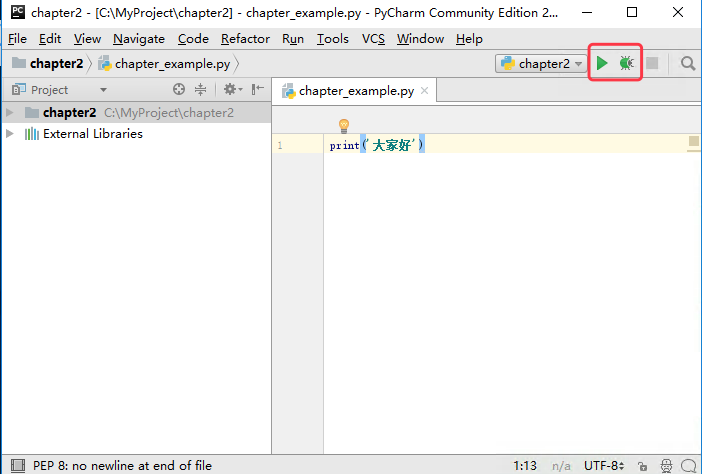 PC chapter2 - [C:\MyProject\chapter2] - chapter_example.py - PyCharm Community Edition 2...
File Edit View Navigate Code Refactor Run Tools VCS Window Help
chapter2 chapter_example.py chapter2
Project chapter_example.py
chapter2 C:\MyProject\chapter2
External Libraries
1 print('大家好')
PEP 8: no newline at end of file 1:13 n/a UTF-8